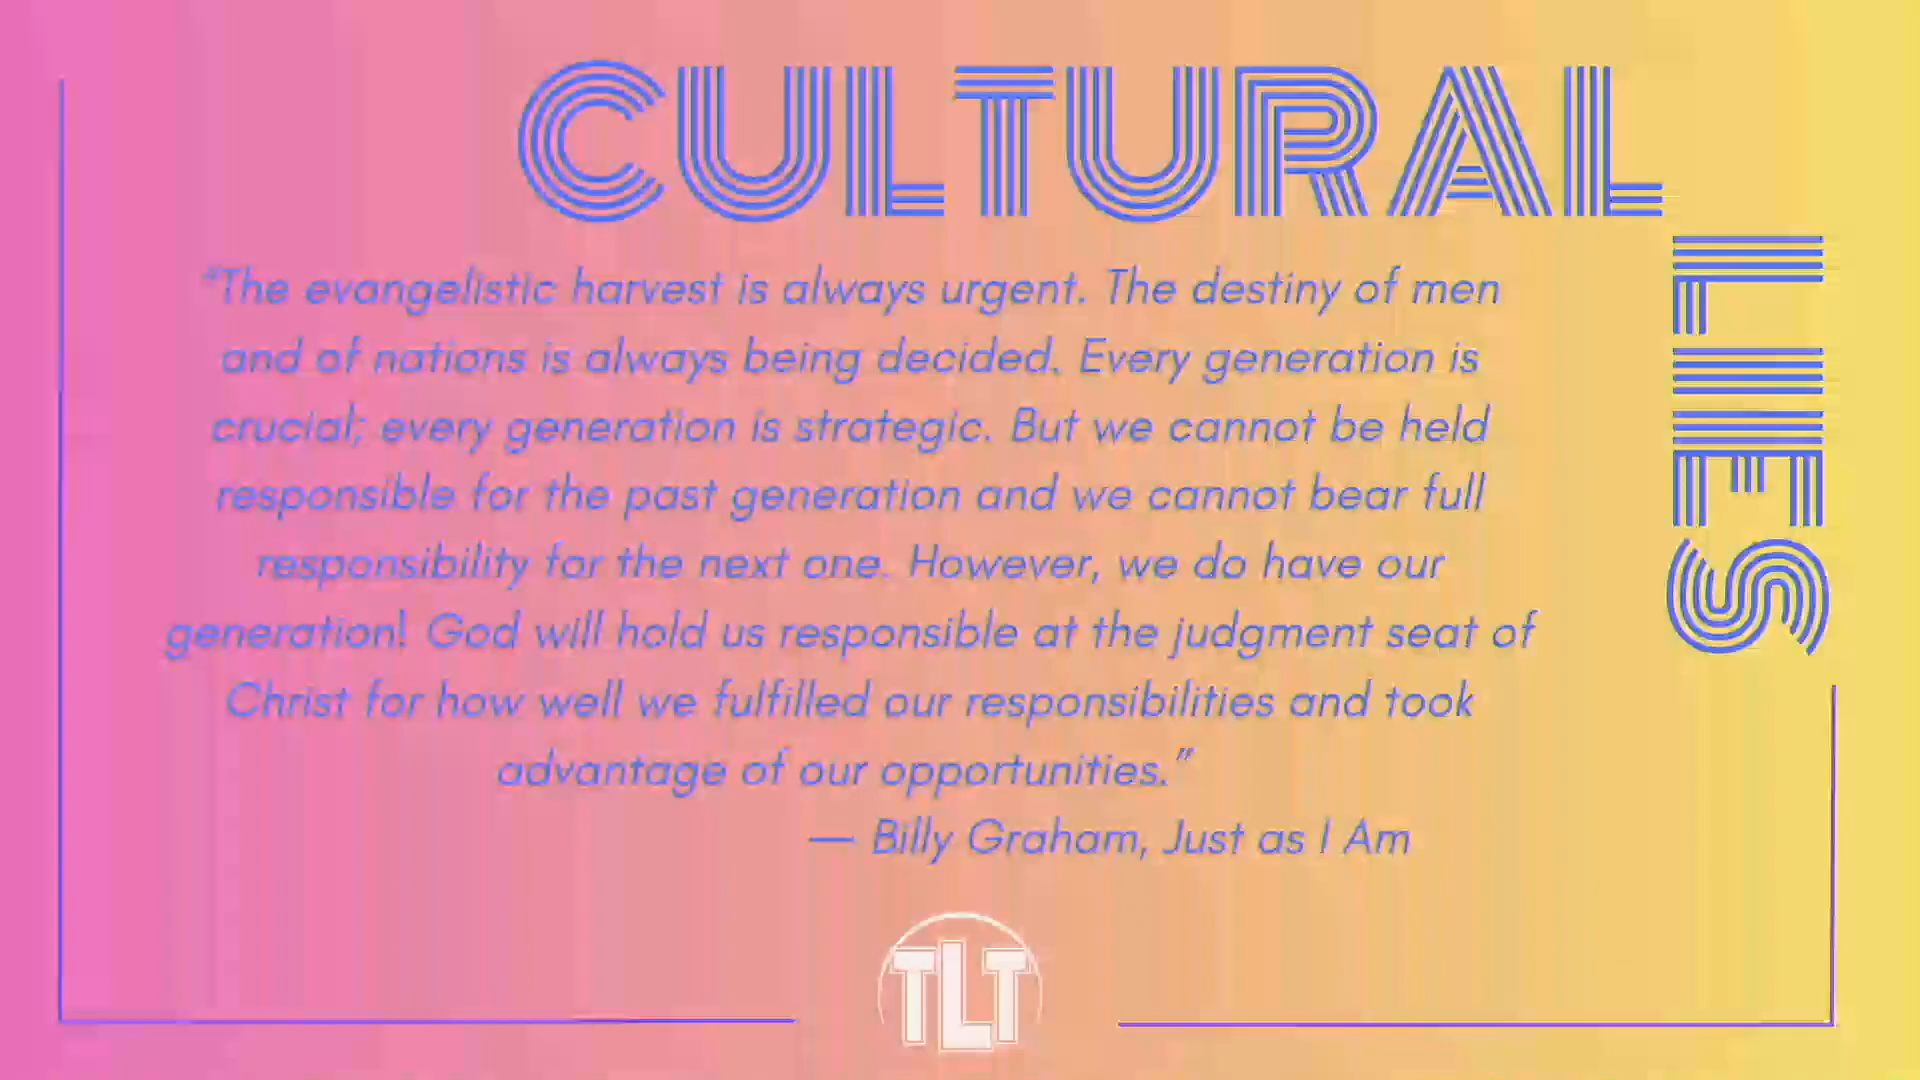 CULTURAL
LIES
"The evangelistic harvest is always urgent. The destiny of men
and of nations is always being decided. Every generation is
crucial; every generation is strategic. But we cannot be held
responsible for the past generation and we cannot bear full
responsibility for the next one. However, we do have our
generation! God will hold us responsible at the judgment seat of
Christ for how well we fulfilled our responsibilities and took
advantage of our opportunities."
— Billy Graham, Just as I Am
TLT